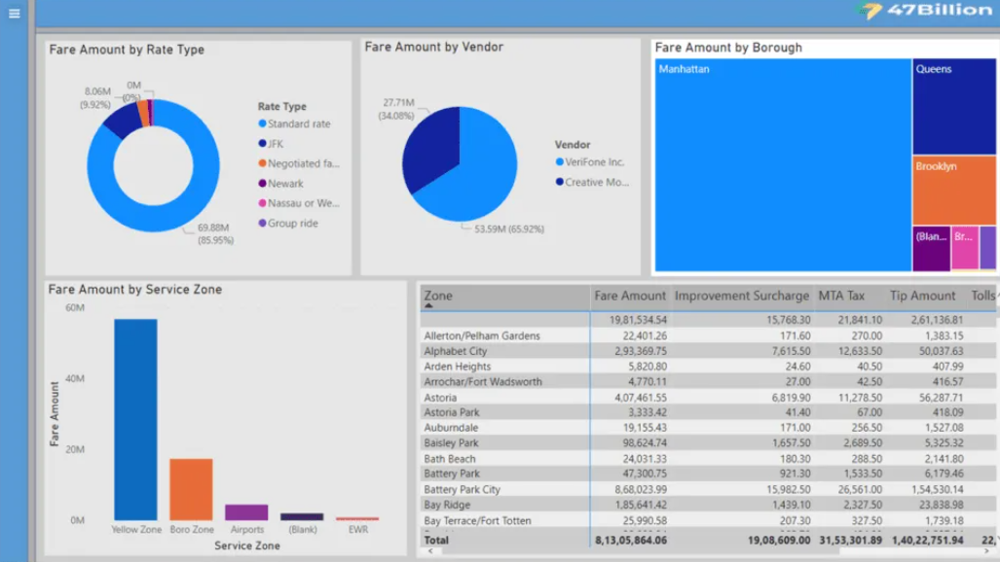 47Billion
Fare Amount by Rate Type
0M
(0%)
8.06M
(9.92%)
69.88M
(85.95%)
Rate Type
Standard rate
JFK
Negotiated fa...
Newark
Nassau or We...
Group ride
Fare Amount by Vendor
27.71M
(34.08%)
53.59M (65.92%)
Vendor
VeriFone Inc.
Creative Mo...
Fare Amount by Borough
Manhattan
Queens
Brooklyn
(Blan...
Br...
Fare Amount by Service Zone
Fare Amount
60M
40M
20M
0M
Yellow Zone Boro Zone Airports (Blank) EWR
Service Zone
Zone Fare Amount Improvement Surcharge MTA Tax Tip Amount Tolls
19,81,534.54 15,768.30 21,841.10 2,61,136.81
Allerton/Pelham Gardens 22,401.26 171.60 270.00 1,383.15
Alphabet City 2,93,369.75 7,615.50 12,633.50 50,037.63
Arden Heights 5,820.80 24.60 40.50 407.99
Arrochar/Fort Wadsworth 4,770.11 27.00 42.50 416.57
Astoria 4,07,461.55 6,819.90 11,278.50 56,287.71
Astoria Park 3,333.42 41.40 67.00 418.09
Auburndale 19,155.43 171.00 256.50 1,527.08
Baisley Park 98,624.74 1,657.50 2,689.50 5,325.32
Bath Beach 24,031.33 180.30 288.50 2,141.80
Battery Park 47,300.75 921.30 1,533.50 6,179.46
Battery Park City 8,68,023.99 15,982.50 26,561.00 1,54,530.14
Bay Ridge 1,85,641.42 1,439.10 2,327.50 23,838.98
Bay Terrace/Fort Totten 25,990.58 207.30 327.50 1,739.18
Total 8,13,05,864.06 19,08,609.00 31,53,301.89 1,40,22,751.94 22,